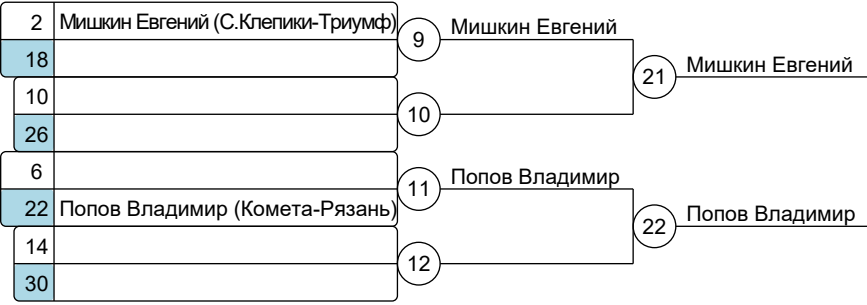 2 Мишкин Евгений (С.Клепики-Триумф)
9 Мишкин Евгений
18
21 Мишкин Евгений
10
10
26
6
11 Попов Владимир
22 Попов Владимир (Комета-Рязань)
22 Попов Владимир
14
12
30